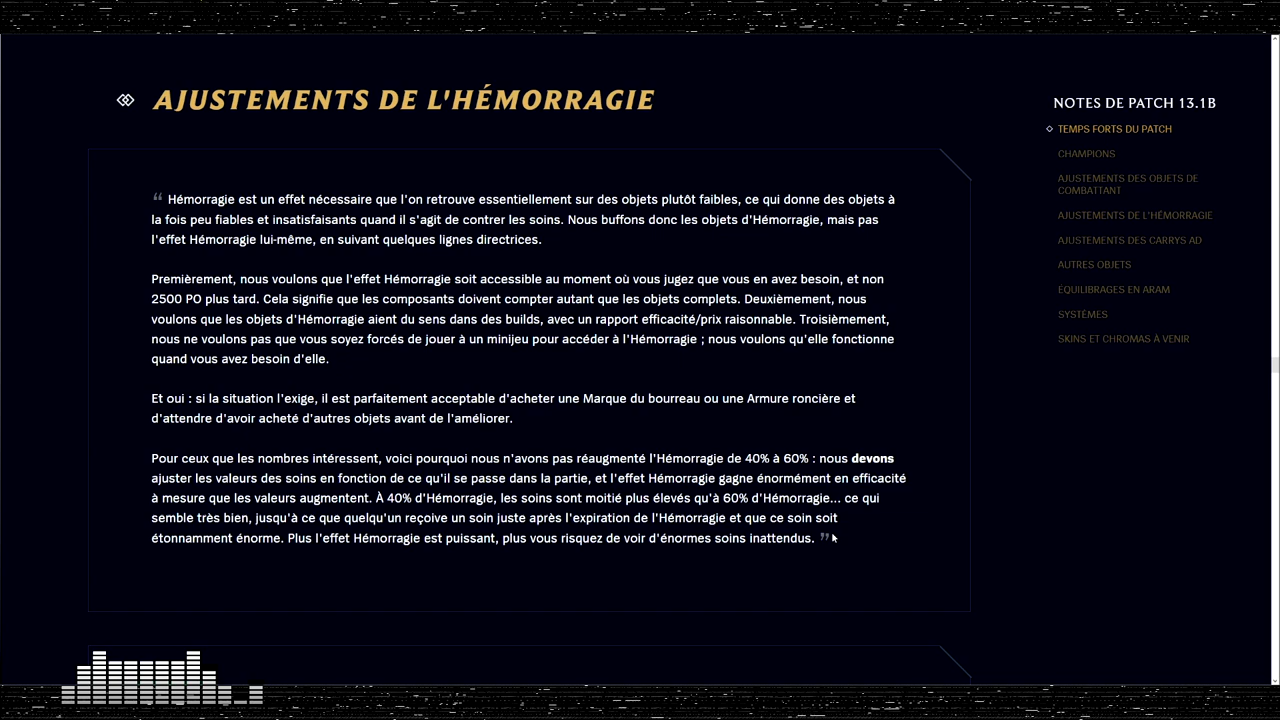 AJUSTEMENTS DE L'HÉMORRAGIE
“ Hémorragie est un effet nécessaire que l'on retrouve essentiellement sur des objets plutôt faibles, ce qui donne des objets à
la fois peu fiables et insatisfaisants quand il s'agit de contrer les soins. Nous buffons donc les objets d'Hémorragie, mais pas
l'effet Hémorragie lui-même, en suivant quelques lignes directrices.
Premièrement, nous voulons que l'effet Hémorragie soit accessible au moment où vous jugez que vous en avez besoin, et non
2500 PO plus tard. Cela signifie que les composants doivent compter autant que les objets complets. Deuxièmement, nous
voulons que les objets d'Hémorragie aient du sens dans des builds, avec un rapport efficacité/prix raisonnable. Troisièmement,
nous ne voulons pas que vous soyez forcés de jouer à un minijeu pour accéder à l'Hémorragie ; nous voulons qu'elle fonctionne
quand vous avez besoin d'elle.
Et oui : si la situation l'exige, il est parfaitement acceptable d'acheter une Marque du bourreau ou une Armure roncière et
d'attendre d'avoir acheté d'autres objets avant de l'améliorer.
Pour ceux que les nombres intéressent, voici pourquoi nous n'avons pas réaugmenté l'Hémorragie de 40% à 60% : nous devons
ajuster les valeurs des soins en fonction de ce qu'il se passe dans la partie, et l'effet Hémorragie gagne énormément en efficacité
à mesure que les valeurs augmentent. À 40% d'Hémorragie, les soins sont moitié plus élevés qu'à 60% d'Hémorragie... ce qui
semble très bien, jusqu'à ce que quelqu'un reçoive un soin juste après l'expiration de l'Hémorragie et que ce soin soit
étonnamment énorme. Plus l'effet Hémorragie est puissant, plus vous risquez de voir d'énormes soins inattendus. ”
NOTES DE PATCH 13.1B
TEMPS FORTS DU PATCH
CHAMPIONS
AJUSTEMENTS DES OBJETS DE
COMBATTANT
AJUSTEMENTS DE L'HÉMORRAGIE
AJUSTEMENTS DES CARRYS AD
AUTRES OBJETS
ÉQUILIBRAGES EN ARAM
SYSTÈMES
SKINS ET CHROMAS À VENIR